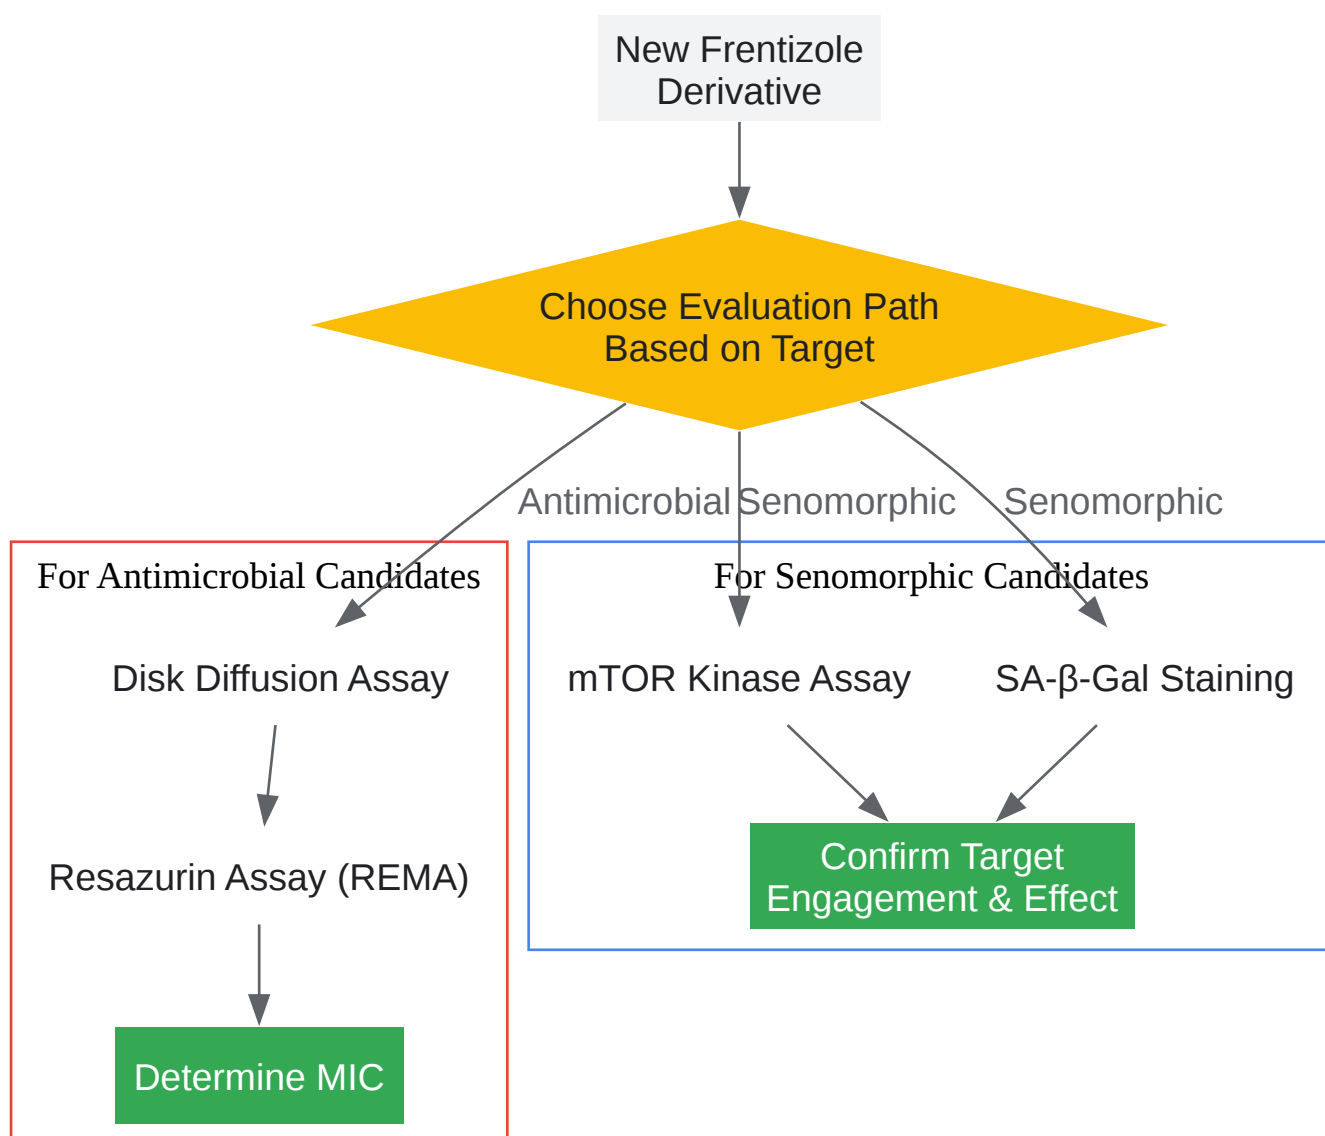 New Frentizole
Derivative
Choose Evaluation Path
Based on Target
Antimicrobial
Senomorphic
Senomorphic
For Antimicrobial Candidates
For Senomorphic Candidates
Disk Diffusion Assay
mTOR Kinase Assay
SA-β-Gal Staining
Resazurin Assay (REMA)
Confirm Target
Engagement & Effect
Determine MIC